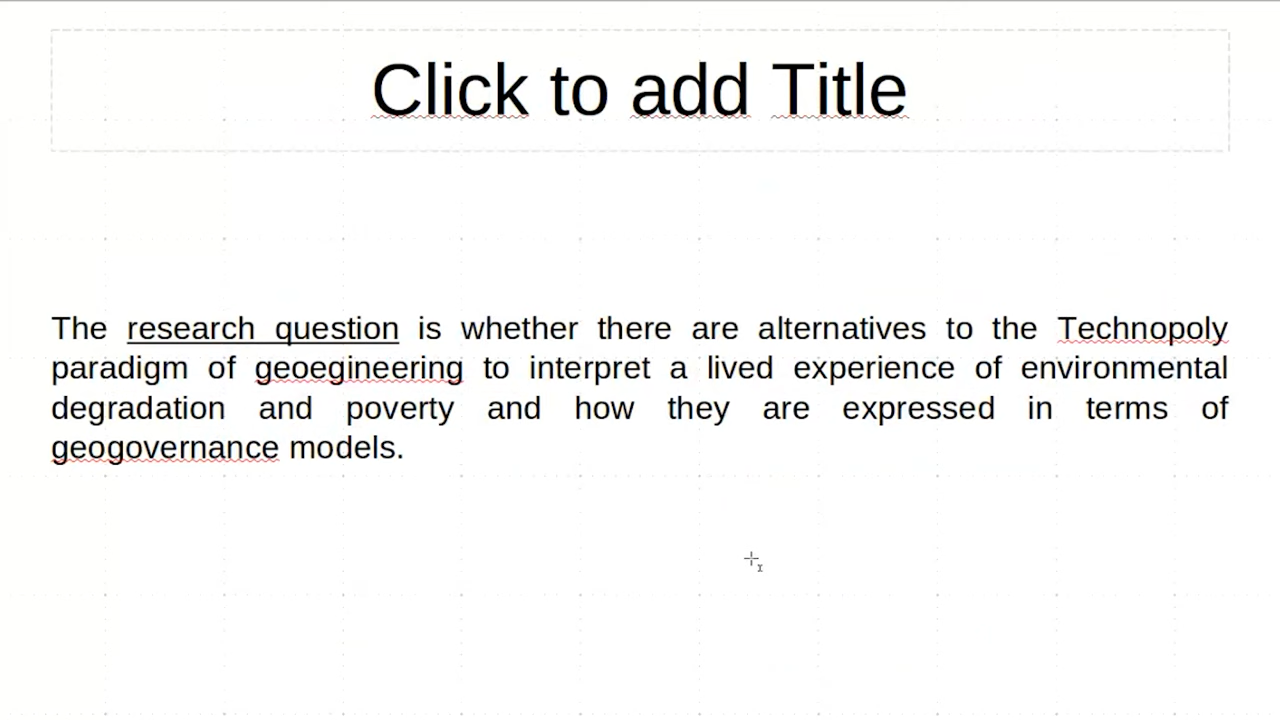 Click to add Title
The research question is whether there are alternatives to the Technopoly
paradigm of geoegineering to interpret a lived experience of environmental
degradation and poverty and how they are expressed in terms of
geogovernance models.